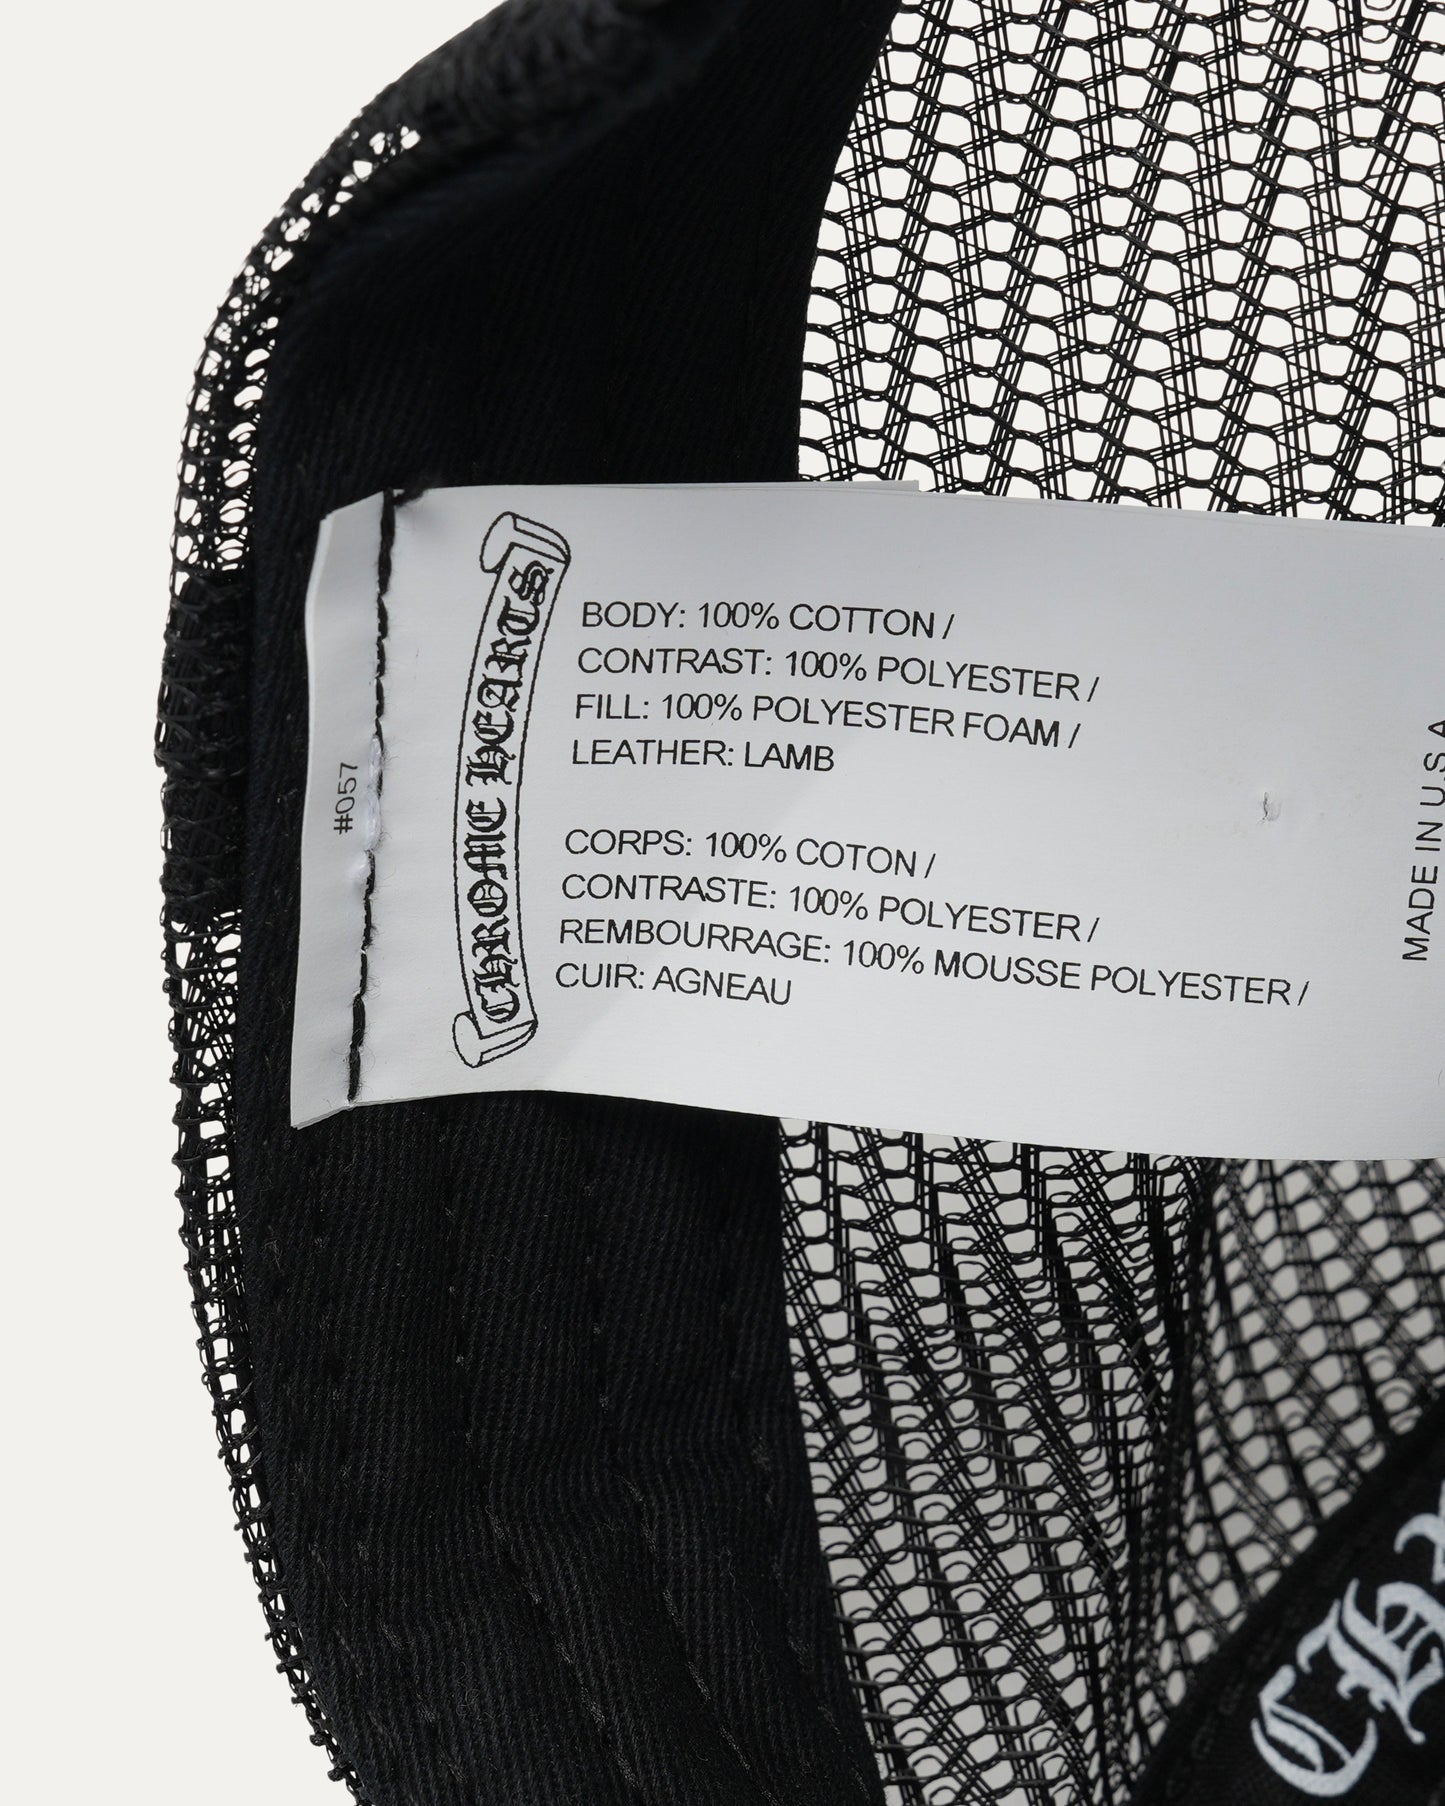 #057
CHROME HEARTS
BODY: 100% COTTON /
CONTRAST: 100% POLYESTER /
FILL: 100% POLYESTER FOAM /
LEATHER: LAMB
CORPS: 100% COTON /
CONTRASTE: 100% POLYESTER /
REMBOURRAGE: 100% MOUSSE POLYESTER /
CUIR: AGNEAU
MADE IN U.S.A